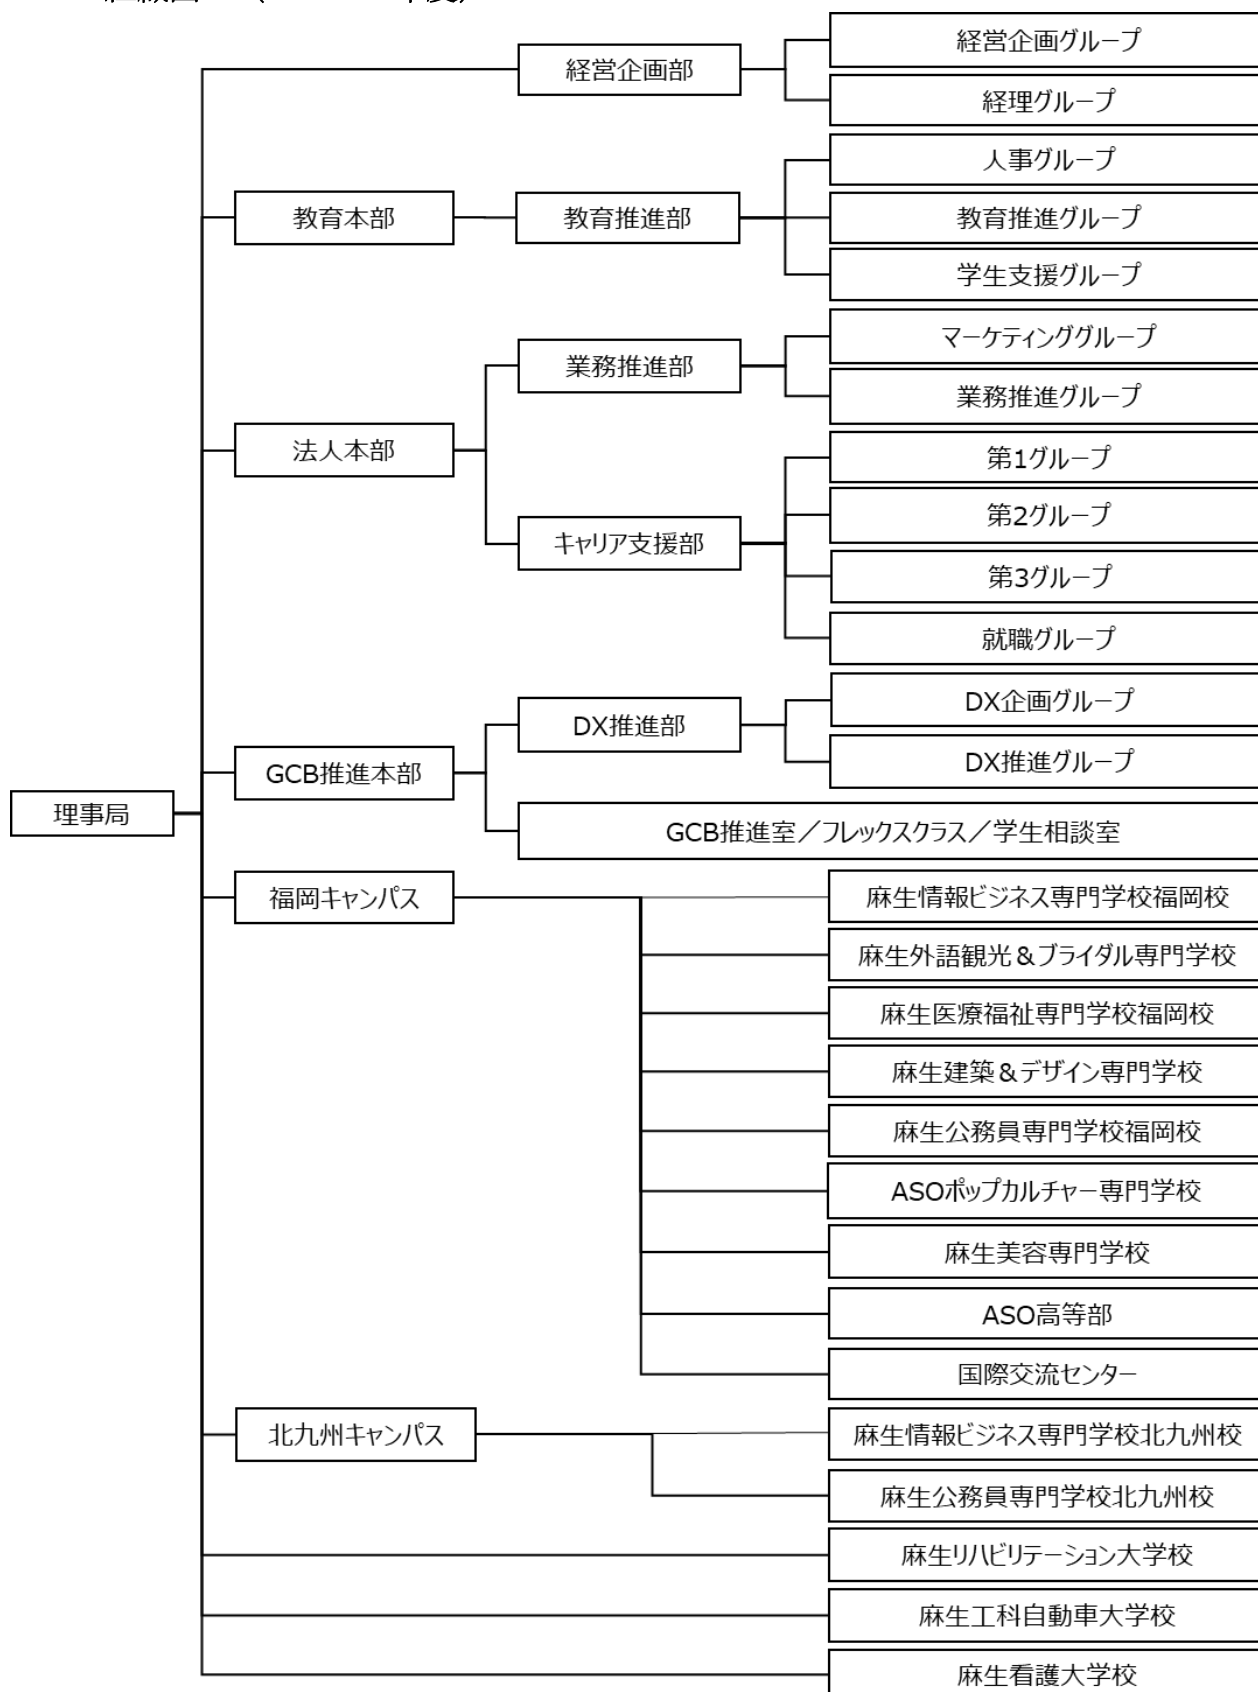 経営企画グループ
経営企画部
経理グループ
人事グループ
教育本部
教育推進部
教育推進グループ
学生支援グループ
マーケティンググループ
業務推進部
業務推進グループ
法人本部
第1グループ
第2グループ
キャリア支援部
第3グループ
就職グループ
DX企画グループ
DX推進部
GCB推進本部
DX推進グループ
理事局
GCB推進室／フレックスクラス／学生相談室
福岡キャンパス
麻生情報ビジネス専門学校福岡校
麻生外語観光＆ブライダル専門学校
麻生医療福祉専門学校福岡校
麻生建築＆デザイン専門学校
麻生公務員専門学校福岡校
ASOポップカルチャー専門学校
麻生美容専門学校
ASO高等部
国際交流センター
北九州キャンパス
麻生情報ビジネス専門学校北九州校
麻生公務員専門学校北九州校
麻生リハビリテーション大学校
麻生工科自動車大学校
麻生看護大学校